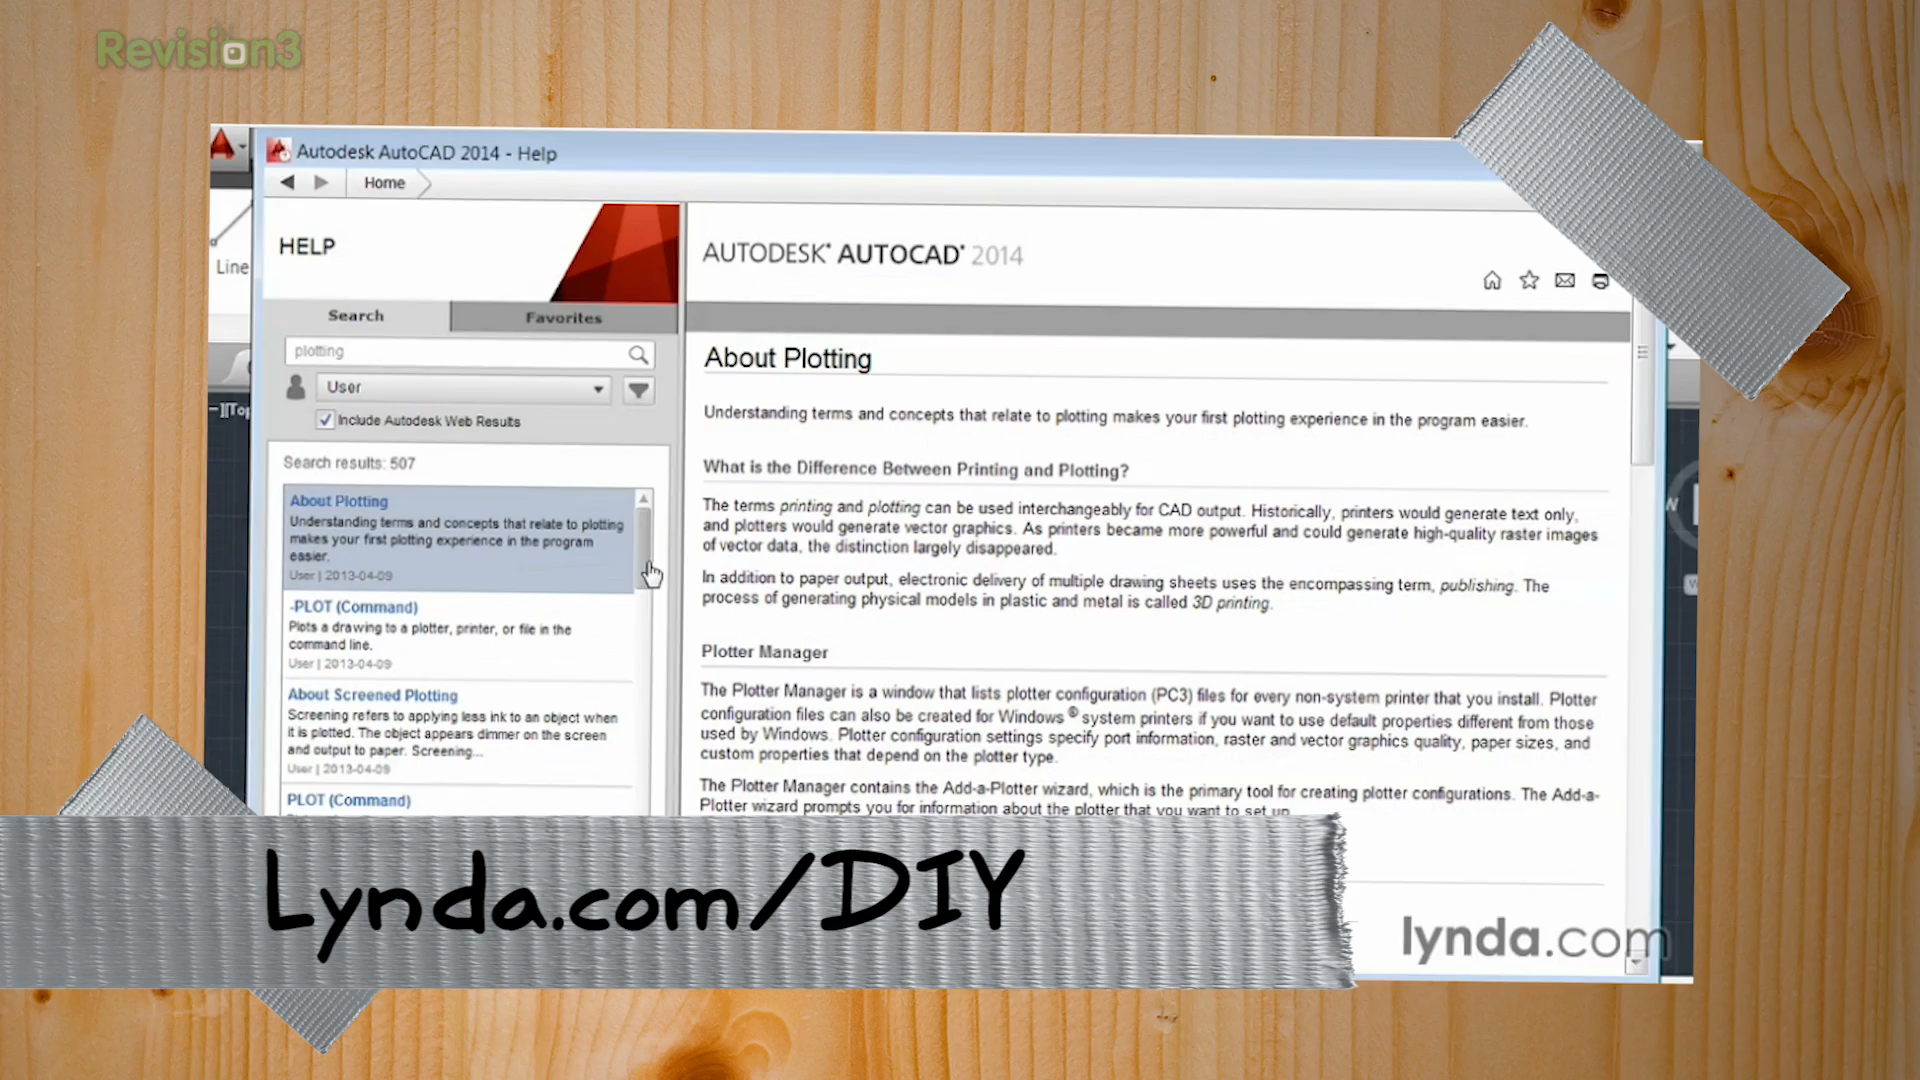 Revision3
Autodesk AutoCAD 2014 - Help
Home
Line
HELP
Search
Favorites
plotting
User
Include Autodesk Web Results
Search results: 507
About Plotting
Understanding terms and concepts that relate to plotting
makes your first plotting experience in the program
easier.
User | 2013-04-09
-PLOT (Command)
Plots a drawing to a plotter, printer, or file in the
command line.
User | 2013-04-09
About Screened Plotting
Screening refers to applying less ink to an object when
it is plotted. The object appears dimmer on the screen
and output to paper. Screening...
User | 2013-04-09
PLOT (Command)
AUTODESK® AUTOCAD® 2014
About Plotting
Understanding terms and concepts that relate to plotting makes your first plotting experience in the program easier.
What is the Difference Between Printing and Plotting?
The terms printing and plotting can be used interchangeably for CAD output. Historically, printers would generate text only,
and plotters would generate vector graphics. As printers became more powerful and could generate high-quality raster images
of vector data, the distinction largely disappeared.
In addition to paper output, electronic delivery of multiple drawing sheets uses the encompassing term, publishing. The
process of generating physical models in plastic and metal is called 3D printing.
Plotter Manager
The Plotter Manager is a window that lists plotter configuration (PC3) files for every non-system printer that you install. Plotter
configuration files can also be created for Windows® system printers if you want to use default properties different from those
used by Windows. Plotter configuration settings specify port information, raster and vector graphics quality, paper sizes, and
custom properties that depend on the plotter type.
The Plotter Manager contains the Add-a-Plotter wizard, which is the primary tool for creating plotter configurations. The Add-a-
Plotter wizard prompts you for information about the plotter that you want to set up
W
Lynda.com/DIY
lynda.com